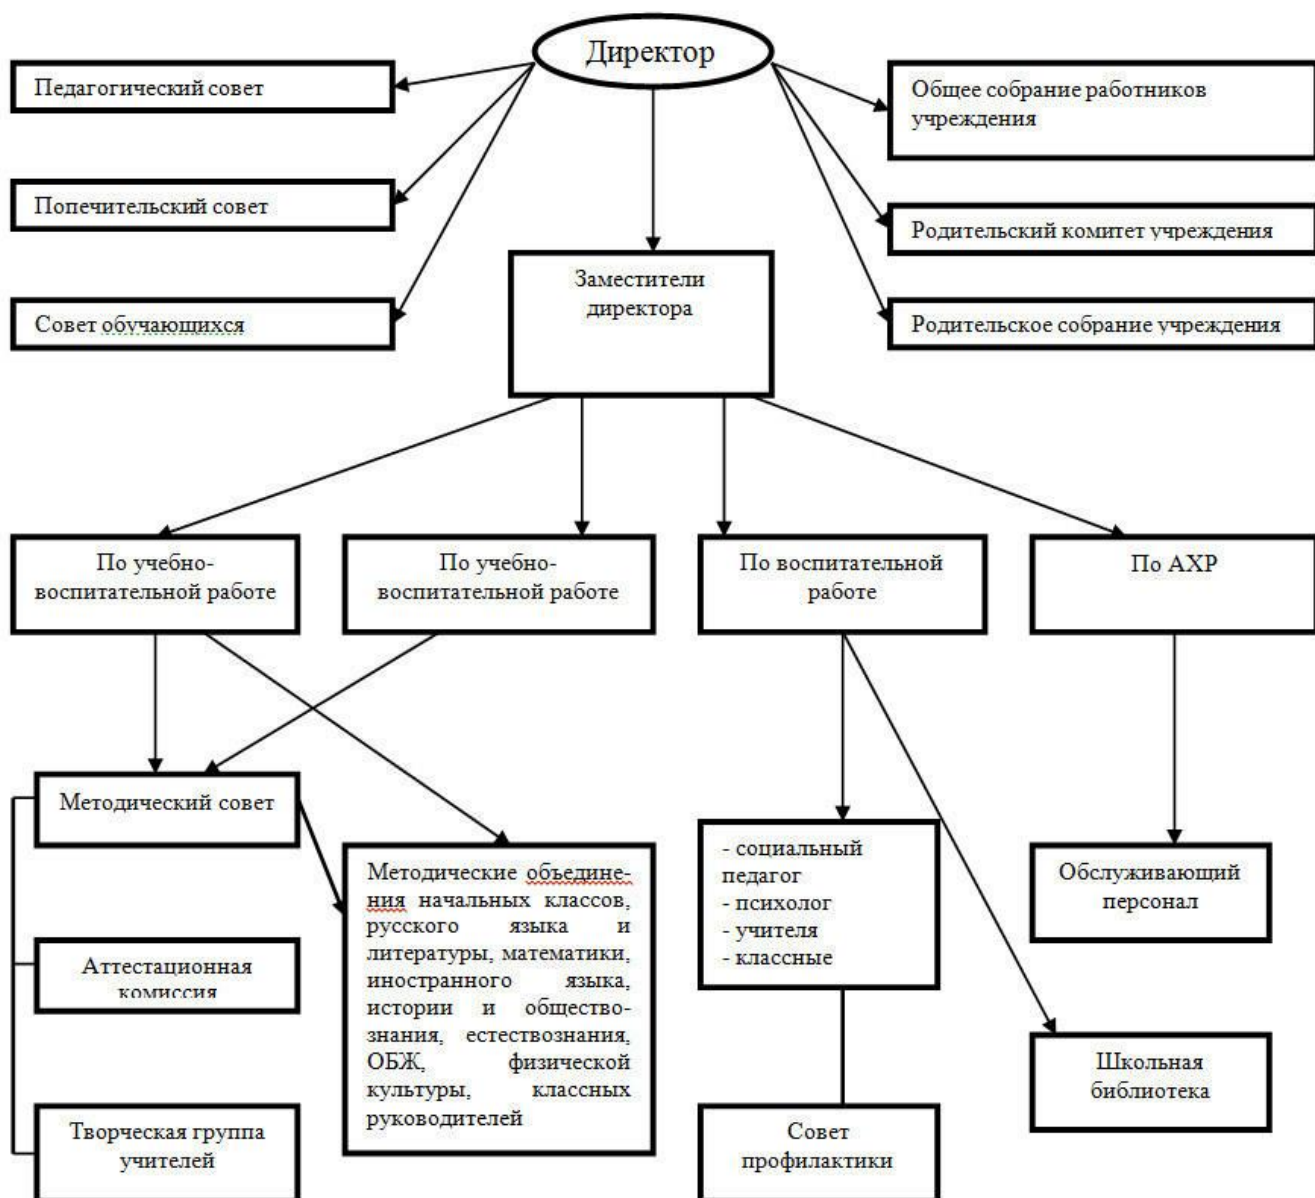 Директор
Педагогический совет
Общее собрание работников
учреждения
Попечительский совет
Родительский комитет учреждения
Заместители
директора
Совет обучающихся
Родительское собрание учреждения
По учебно-
воспитательной работе
По учебно-
воспитательной работе
По воспитательной
работе
По АХР
Методический совет
Методические объедине-
ния начальных классов,
русского языка и
литературы, математики,
иностранного языка,
истории и общество-
знания, естествознания,
ОБЖ, физической
культуры, классных
руководителей
- социальный
педагог
- психолог
- учителя
- классные
Обслуживающий
персонал
Аттестационная
комиссия
Школьная
библиотека
Творческая группа
учителей
Совет
профилактики